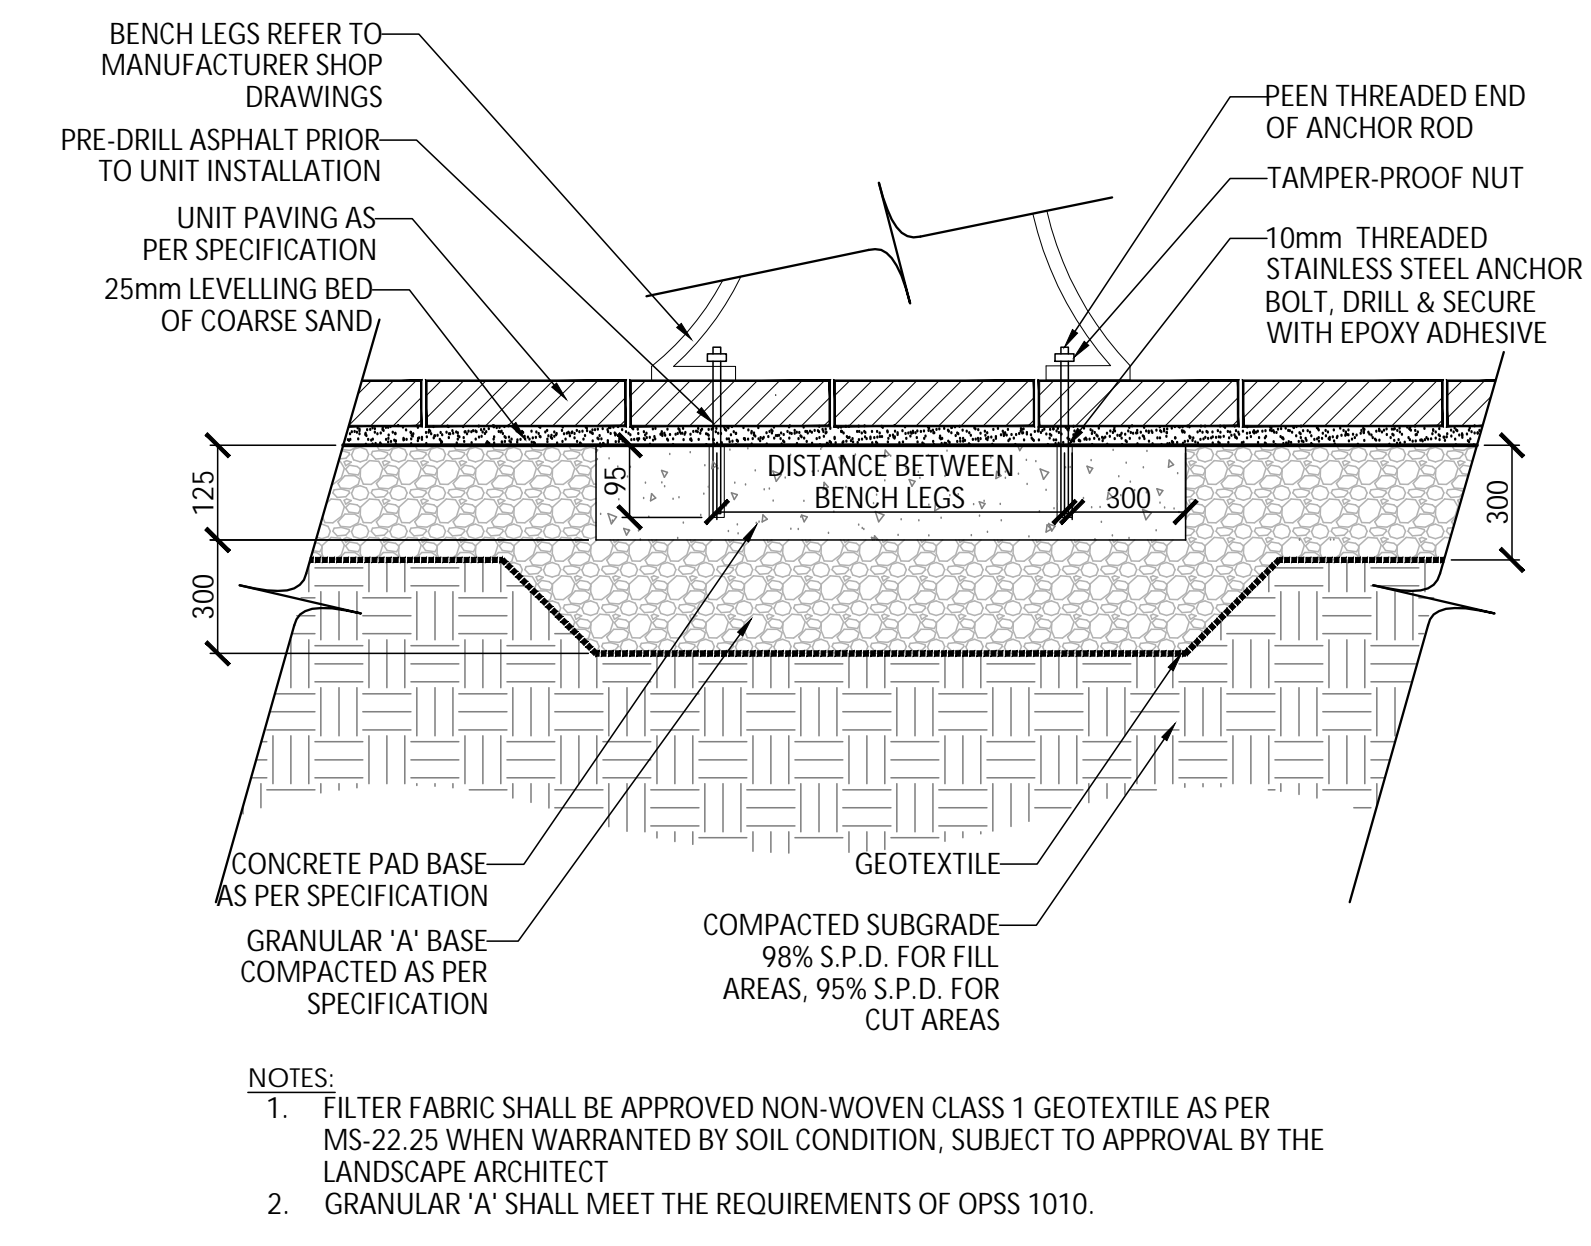 BENCH LEGS REFER TO
MANUFACTURER SHOP
DRAWINGS
PRE-DRILL ASPHALT PRIOR
TO UNIT INSTALLATION
UNIT PAVING AS
PER SPECIFICATION
25mm LEVELLING BED
OF COARSE SAND
PEEN THREADED END
OF ANCHOR ROD
TAMPER-PROOF NUT
10mm THREADED
STAINLESS STEEL ANCHOR
BOLT, DRILL & SECURE
WITH EPOXY ADHESIVE
125
300
95
DISTANCE BETWEEN
BENCH LEGS
300
300
CONCRETE PAD BASE
AS PER SPECIFICATION
GRANULAR 'A' BASE
COMPACTED AS PER
SPECIFICATION
GEOTEXTILE
COMPACTED SUBGRADE
98% S.P.D. FOR FILL
AREAS, 95% S.P.D. FOR
CUT AREAS
NOTES:
1. FILTER FABRIC SHALL BE APPROVED NON-WOVEN CLASS 1 GEOTEXTILE AS PER
MS-22.25 WHEN WARRANTED BY SOIL CONDITION, SUBJECT TO APPROVAL BY THE
LANDSCAPE ARCHITECT
2. GRANULAR 'A' SHALL MEET THE REQUIREMENTS OF OPSS 1010.